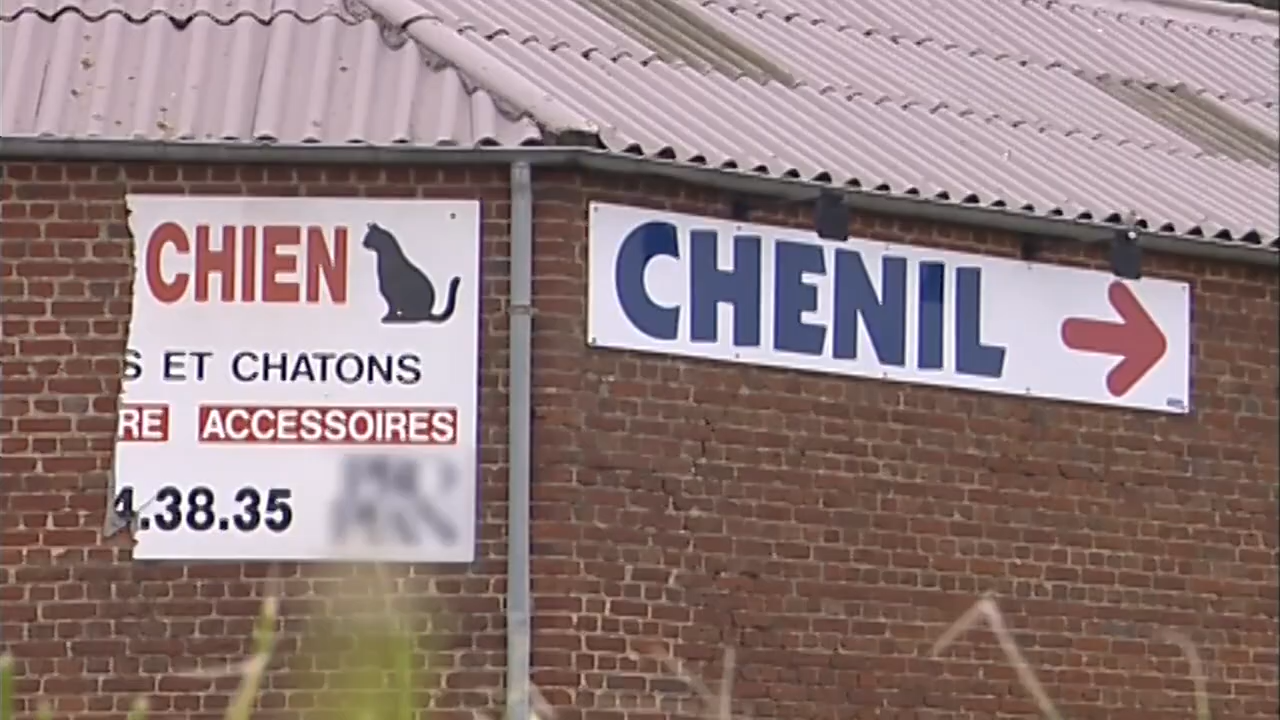 CHIEN
S ET CHATONS
RE ACCESSOIRES
4.38.35
CHENIL